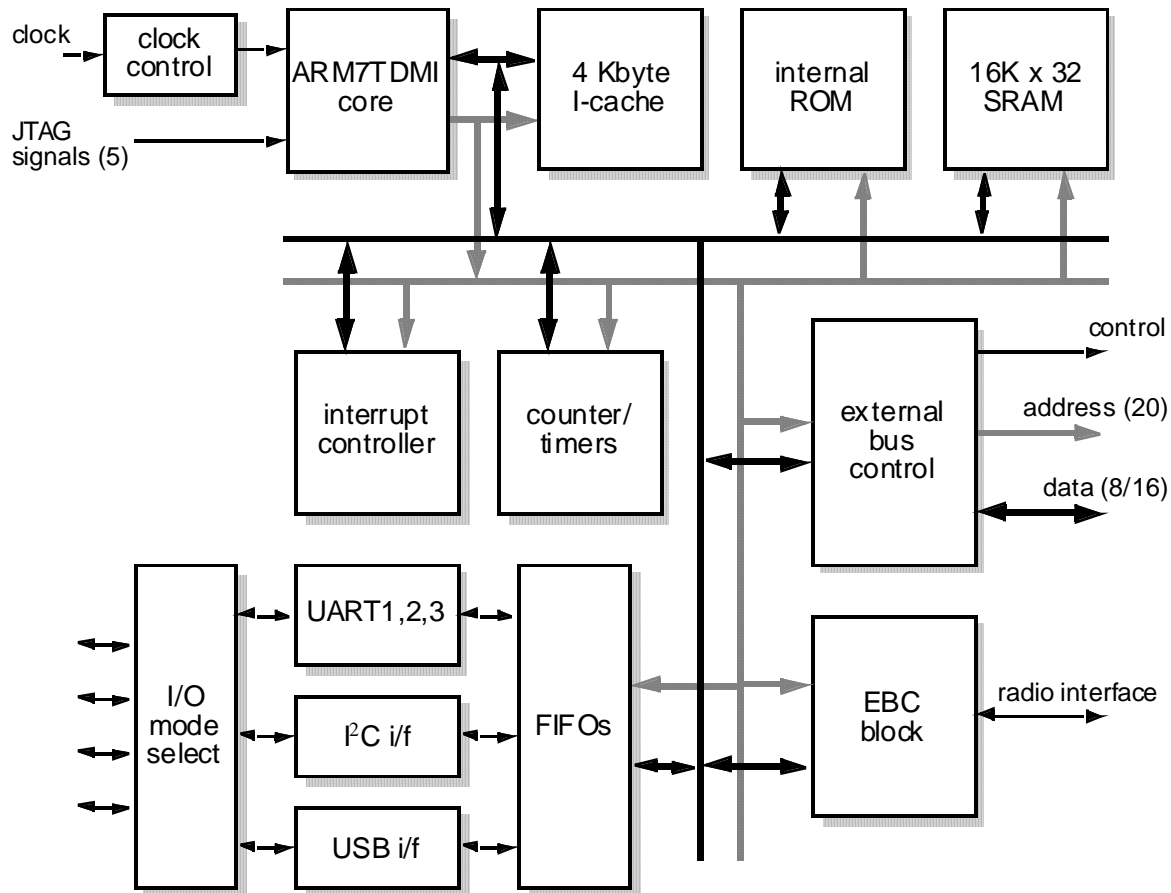 clock
clock
control
ARM7TDMI
core
4 Kbyte
I-cache
internal
ROM
16K x 32
SRAM
JTAG
signals (5)
interrupt
controller
counter/
timers
external
bus
control
control
address (20)
data (8/16)
I/O
mode
select
UART1,2,3
I²C i/f
USB i/f
FIFOs
EBC
block
radio interface